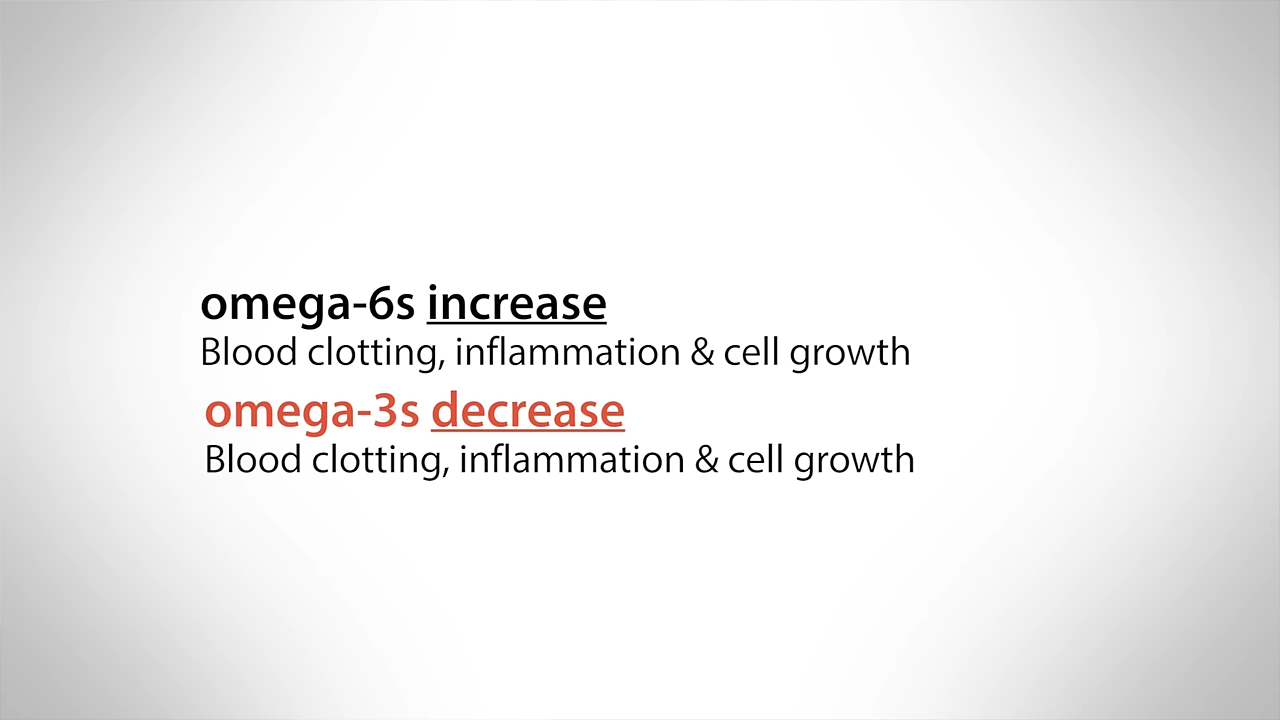 omega-6s increase
Blood clotting, inflammation & cell growth
omega-3s decrease
Blood clotting, inflammation & cell growth